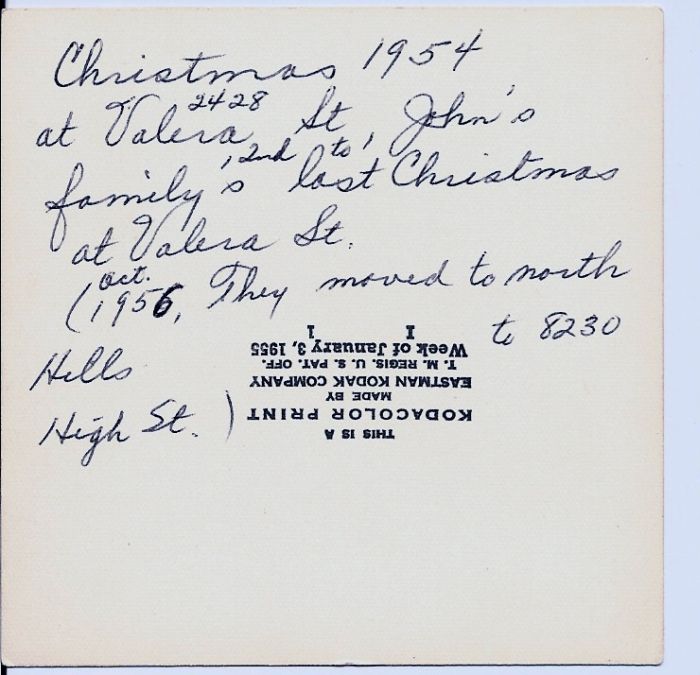 Christmas 1954
2428
at Valera St, John's
, 2nd to,
family's last Christmas
at Valera St.
Oct.
(1956, They moved to north
Hills to 8230
High St.)
THIS IS A
KODACOLOR PRINT
MADE BY
EASTMAN KODAK COMPANY
T. M. REGIS. U. S. PAT. OFF.
Week of January 3, 1955
I 1